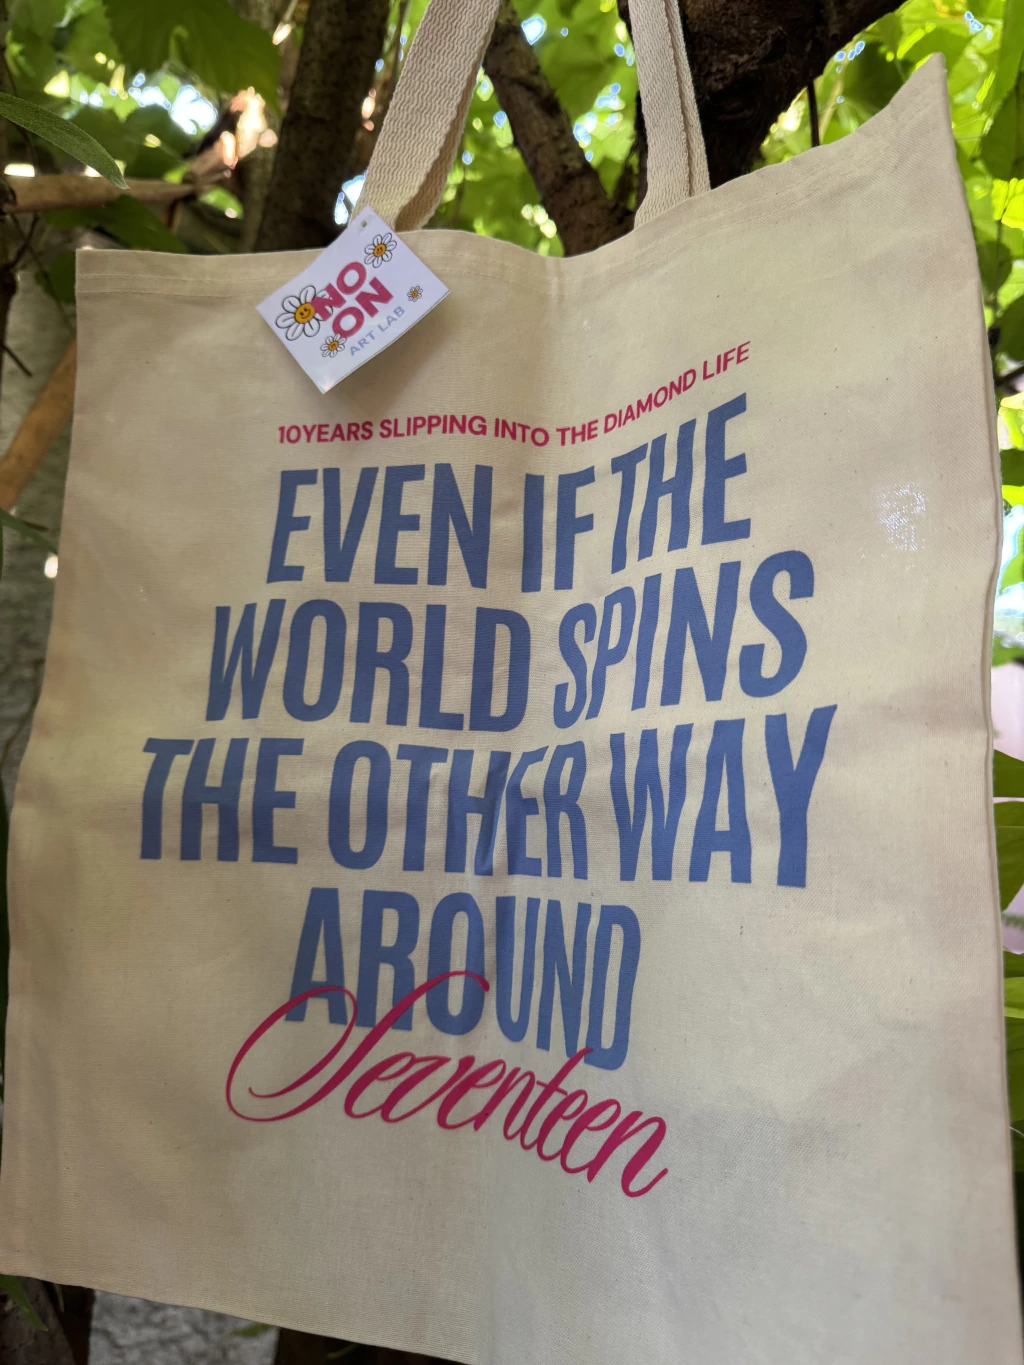 NO
ON
ART LAB
10YEARS SLIPPING INTO THE DIAMOND LIFE
EVEN IF THE
WORLD SPINS
THE OTHER WAY
AROUND
Seventeen